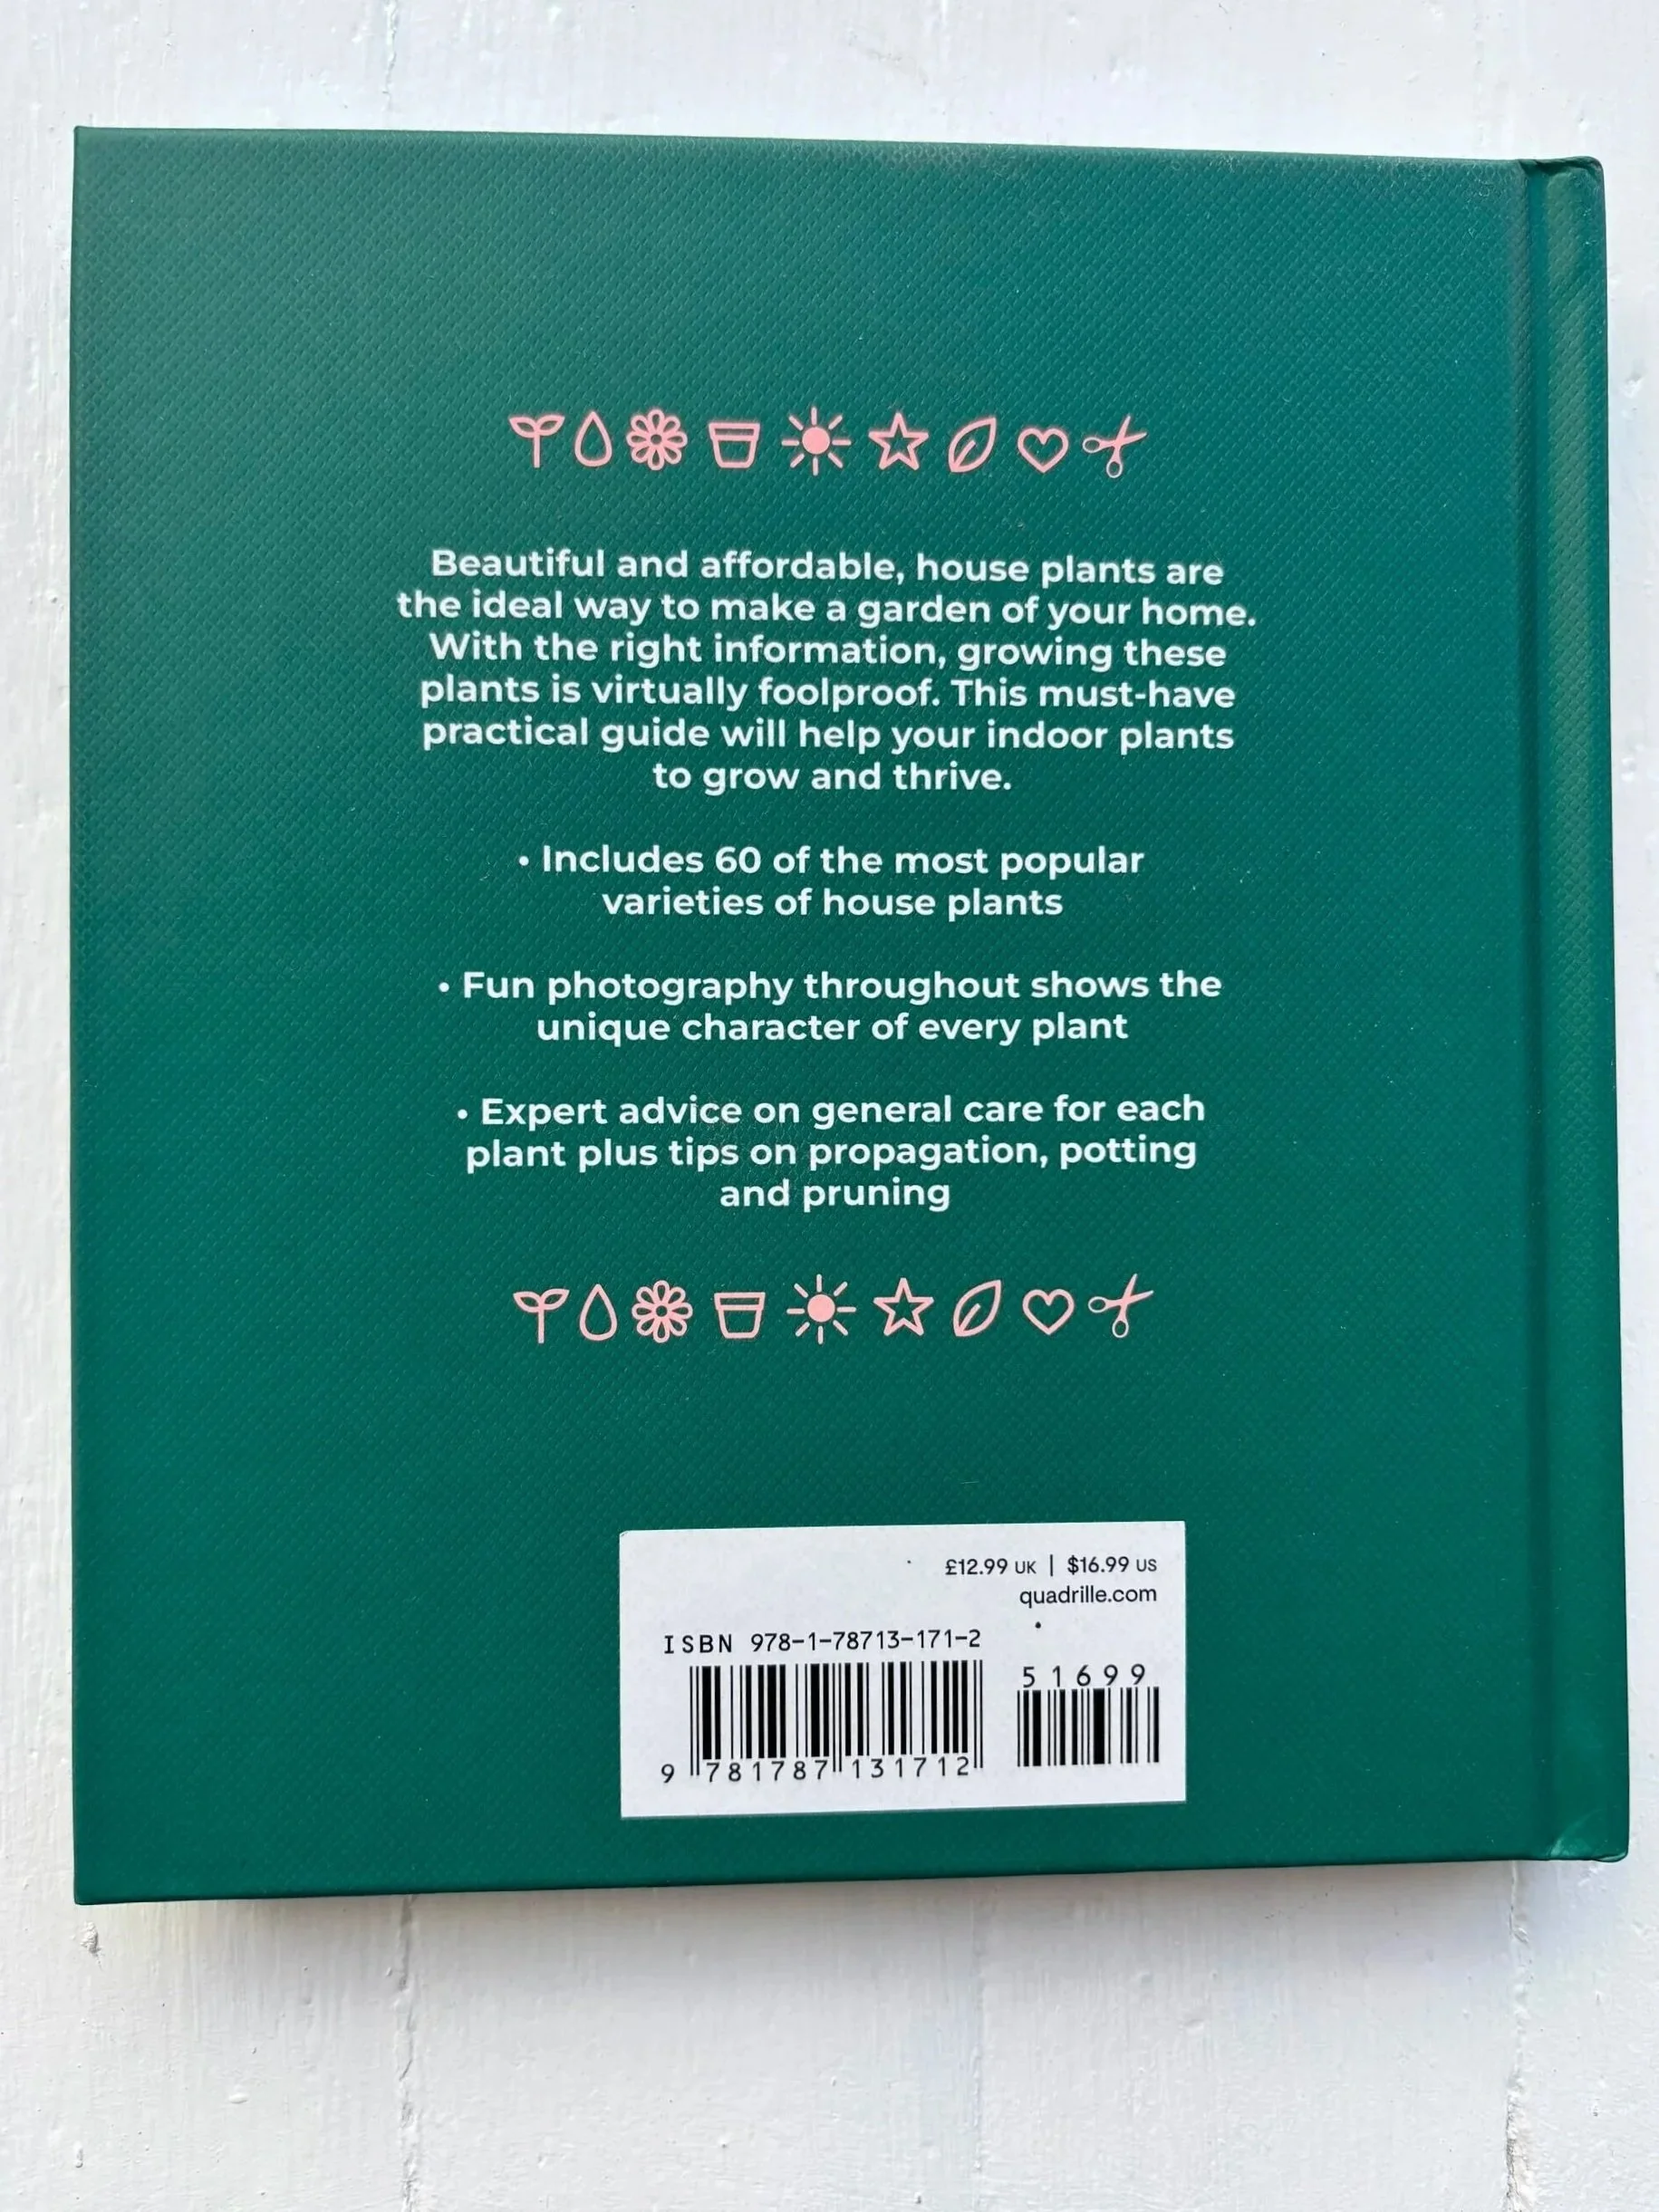 Beautiful and affordable, house plants are
the ideal way to make a garden of your home.
With the right information, growing these
plants is virtually foolproof. This must-have
practical guide will help your indoor plants
to grow and thrive.
• Includes 60 of the most popular
varieties of house plants
• Fun photography throughout shows the
unique character of every plant
• Expert advice on general care for each
plant plus tips on propagation, potting
and pruning
£12.99 UK | $16.99 US
quadrille.com
ISBN 978-1-78713-171-2
51699
9 781787 131712